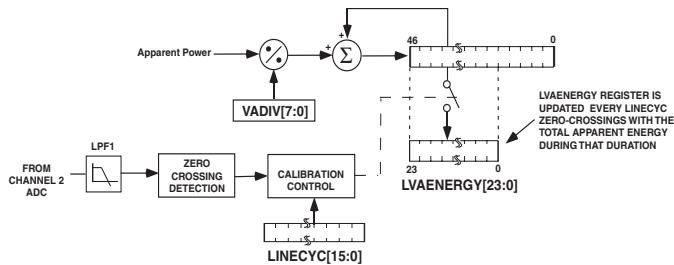 46
0
+
+
Apparent Power
Σ
VADIV[7:0]
LVAENERGY REGISTER IS
UPDATED EVERY LINECYC
ZERO-CROSSINGS WITH THE
TOTAL APPARENT ENERGY
DURING THAT DURATION
LPF1
FROM
CHANNEL 2
ADC
ZERO
CROSSING
DETECTION
CALIBRATION
CONTROL
23
0
LVAENERGY[23:0]
LINECYC[15:0]